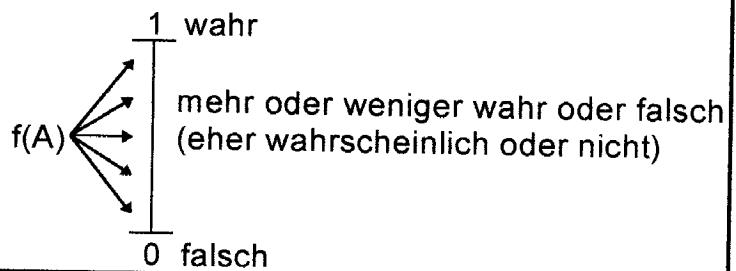 1 wahr
mehr oder weniger wahr oder falsch
f(A) (eher wahrscheinlich oder nicht)
0 falsch